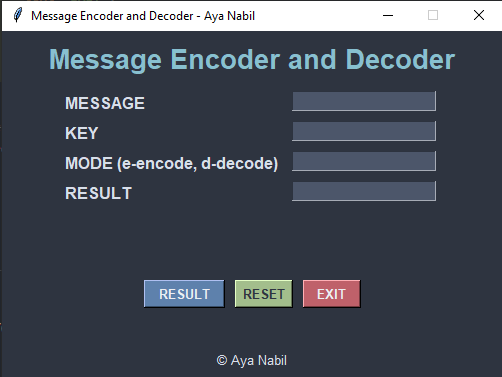 Message Encoder and Decoder - Aya Nabil
Message Encoder and Decoder
MESSAGE
KEY
MODE (e-encode, d-decode)
RESULT
RESULT RESET EXIT
© Aya Nabil